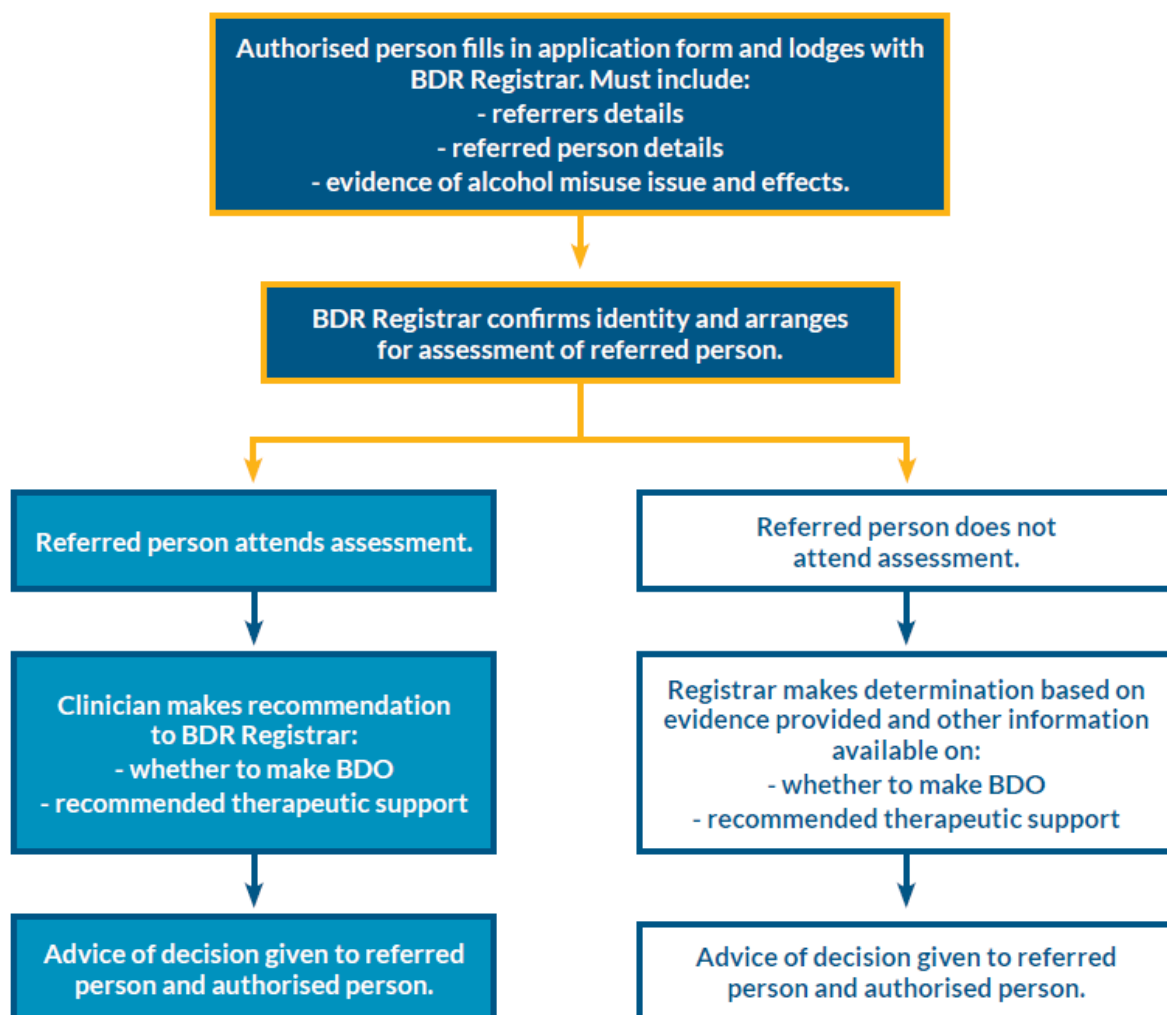 Authorised person fills in application form and lodges with
BDR Registrar. Must include:
- referrers details
- referred person details
- evidence of alcohol misuse issue and effects.
BDR Registrar confirms identity and arranges
for assessment of referred person.
Referred person attends assessment.
Clinician makes recommendation
to BDR Registrar:
- whether to make BDO
- recommended therapeutic support
Advice of decision given to referred
person and authorised person.
Referred person does not
attend assessment.
Registrar makes determination based on
evidence provided and other information
available on:
- whether to make BDO
- recommended therapeutic support
Advice of decision given to referred
person and authorised person.